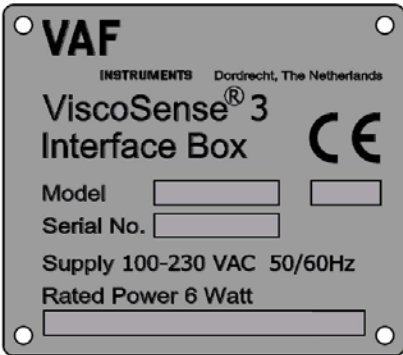 VAF
INSTRUMENTS Dordrecht, The Netherlands
ViscoSense® 3
Interface Box
CE
Model
Serial No.
Supply 100-230 VAC 50/60Hz
Rated Power 6 Watt